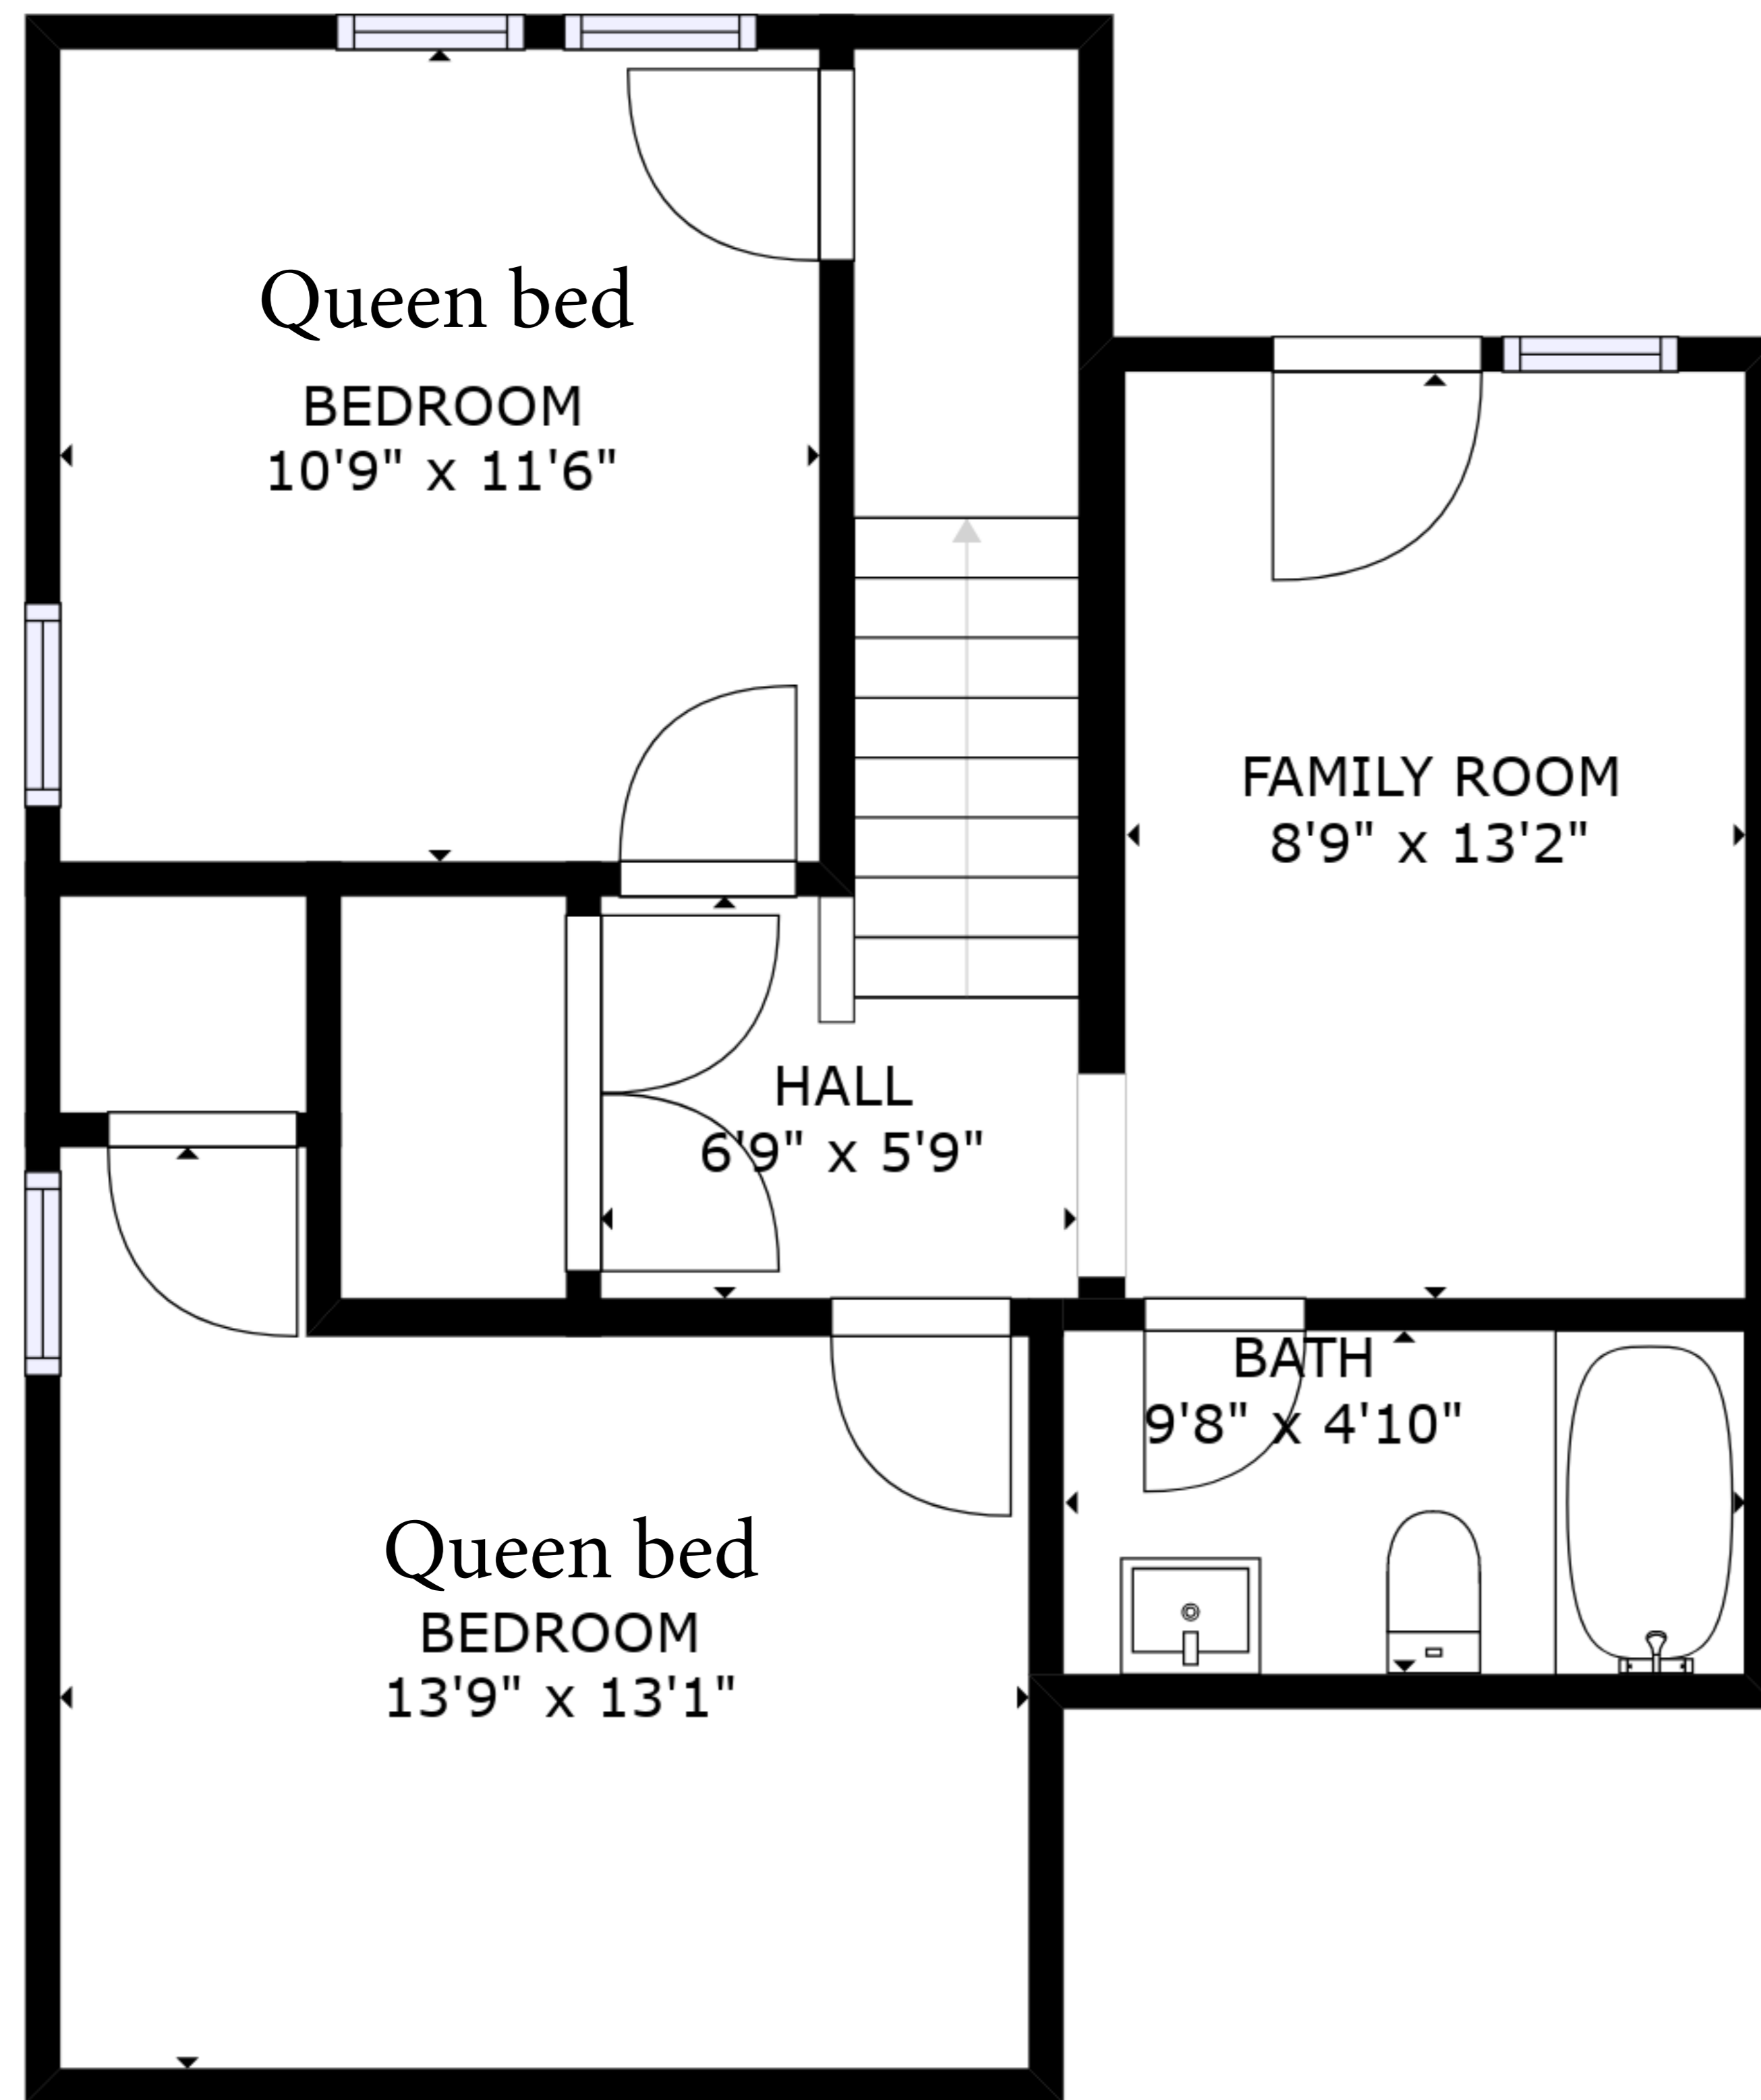 Queen bed
BEDROOM
10'9" x 11'6"
FAMILY ROOM
8'9" x 13'2"
HALL
6'9" x 5'9"
BATH
9'8" x 4'10"
Queen bed
BEDROOM
13'9" x 13'1"